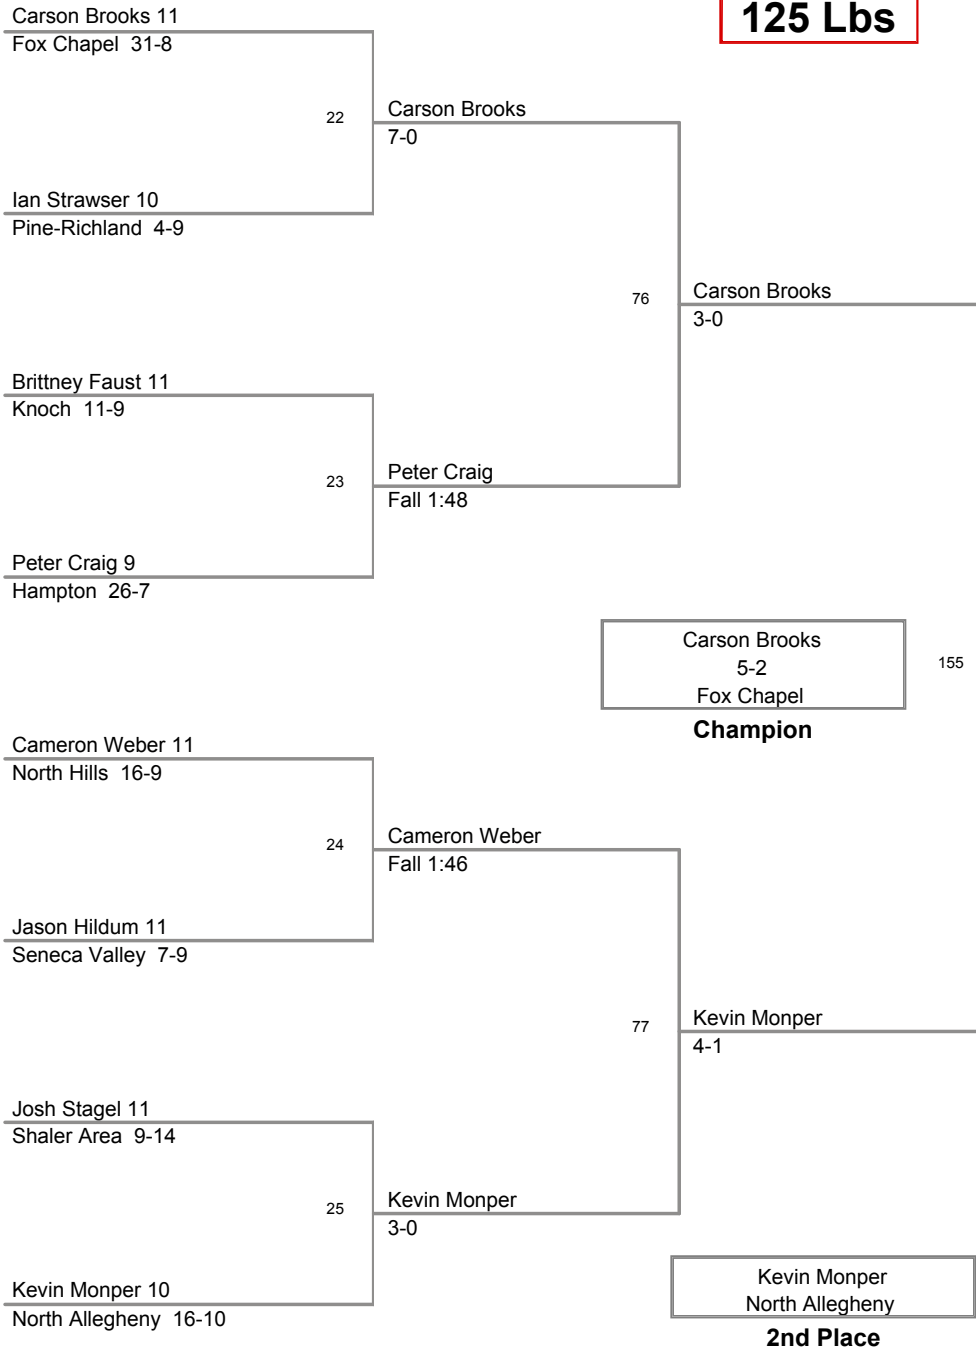 125 Lbs
Carson Brooks 11
Fox Chapel 31-8
22
Carson Brooks
7-0
Ian Strawser 10
Pine-Richland 4-9
76
Carson Brooks
3-0
Brittney Faust 11
Knoch 11-9
23
Peter Craig
Fall 1:48
Peter Craig 9
Hampton 26-7
Carson Brooks
5-2
Fox Chapel
155
Champion
Cameron Weber 11
North Hills 16-9
24
Cameron Weber
Fall 1:46
Jason Hildum 11
Seneca Valley 7-9
77
Kevin Monper
4-1
Josh Stagel 11
Shaler Area 9-14
25
Kevin Monper
3-0
Kevin Monper 10
North Allegheny 16-10
Kevin Monper
North Allegheny
2nd Place